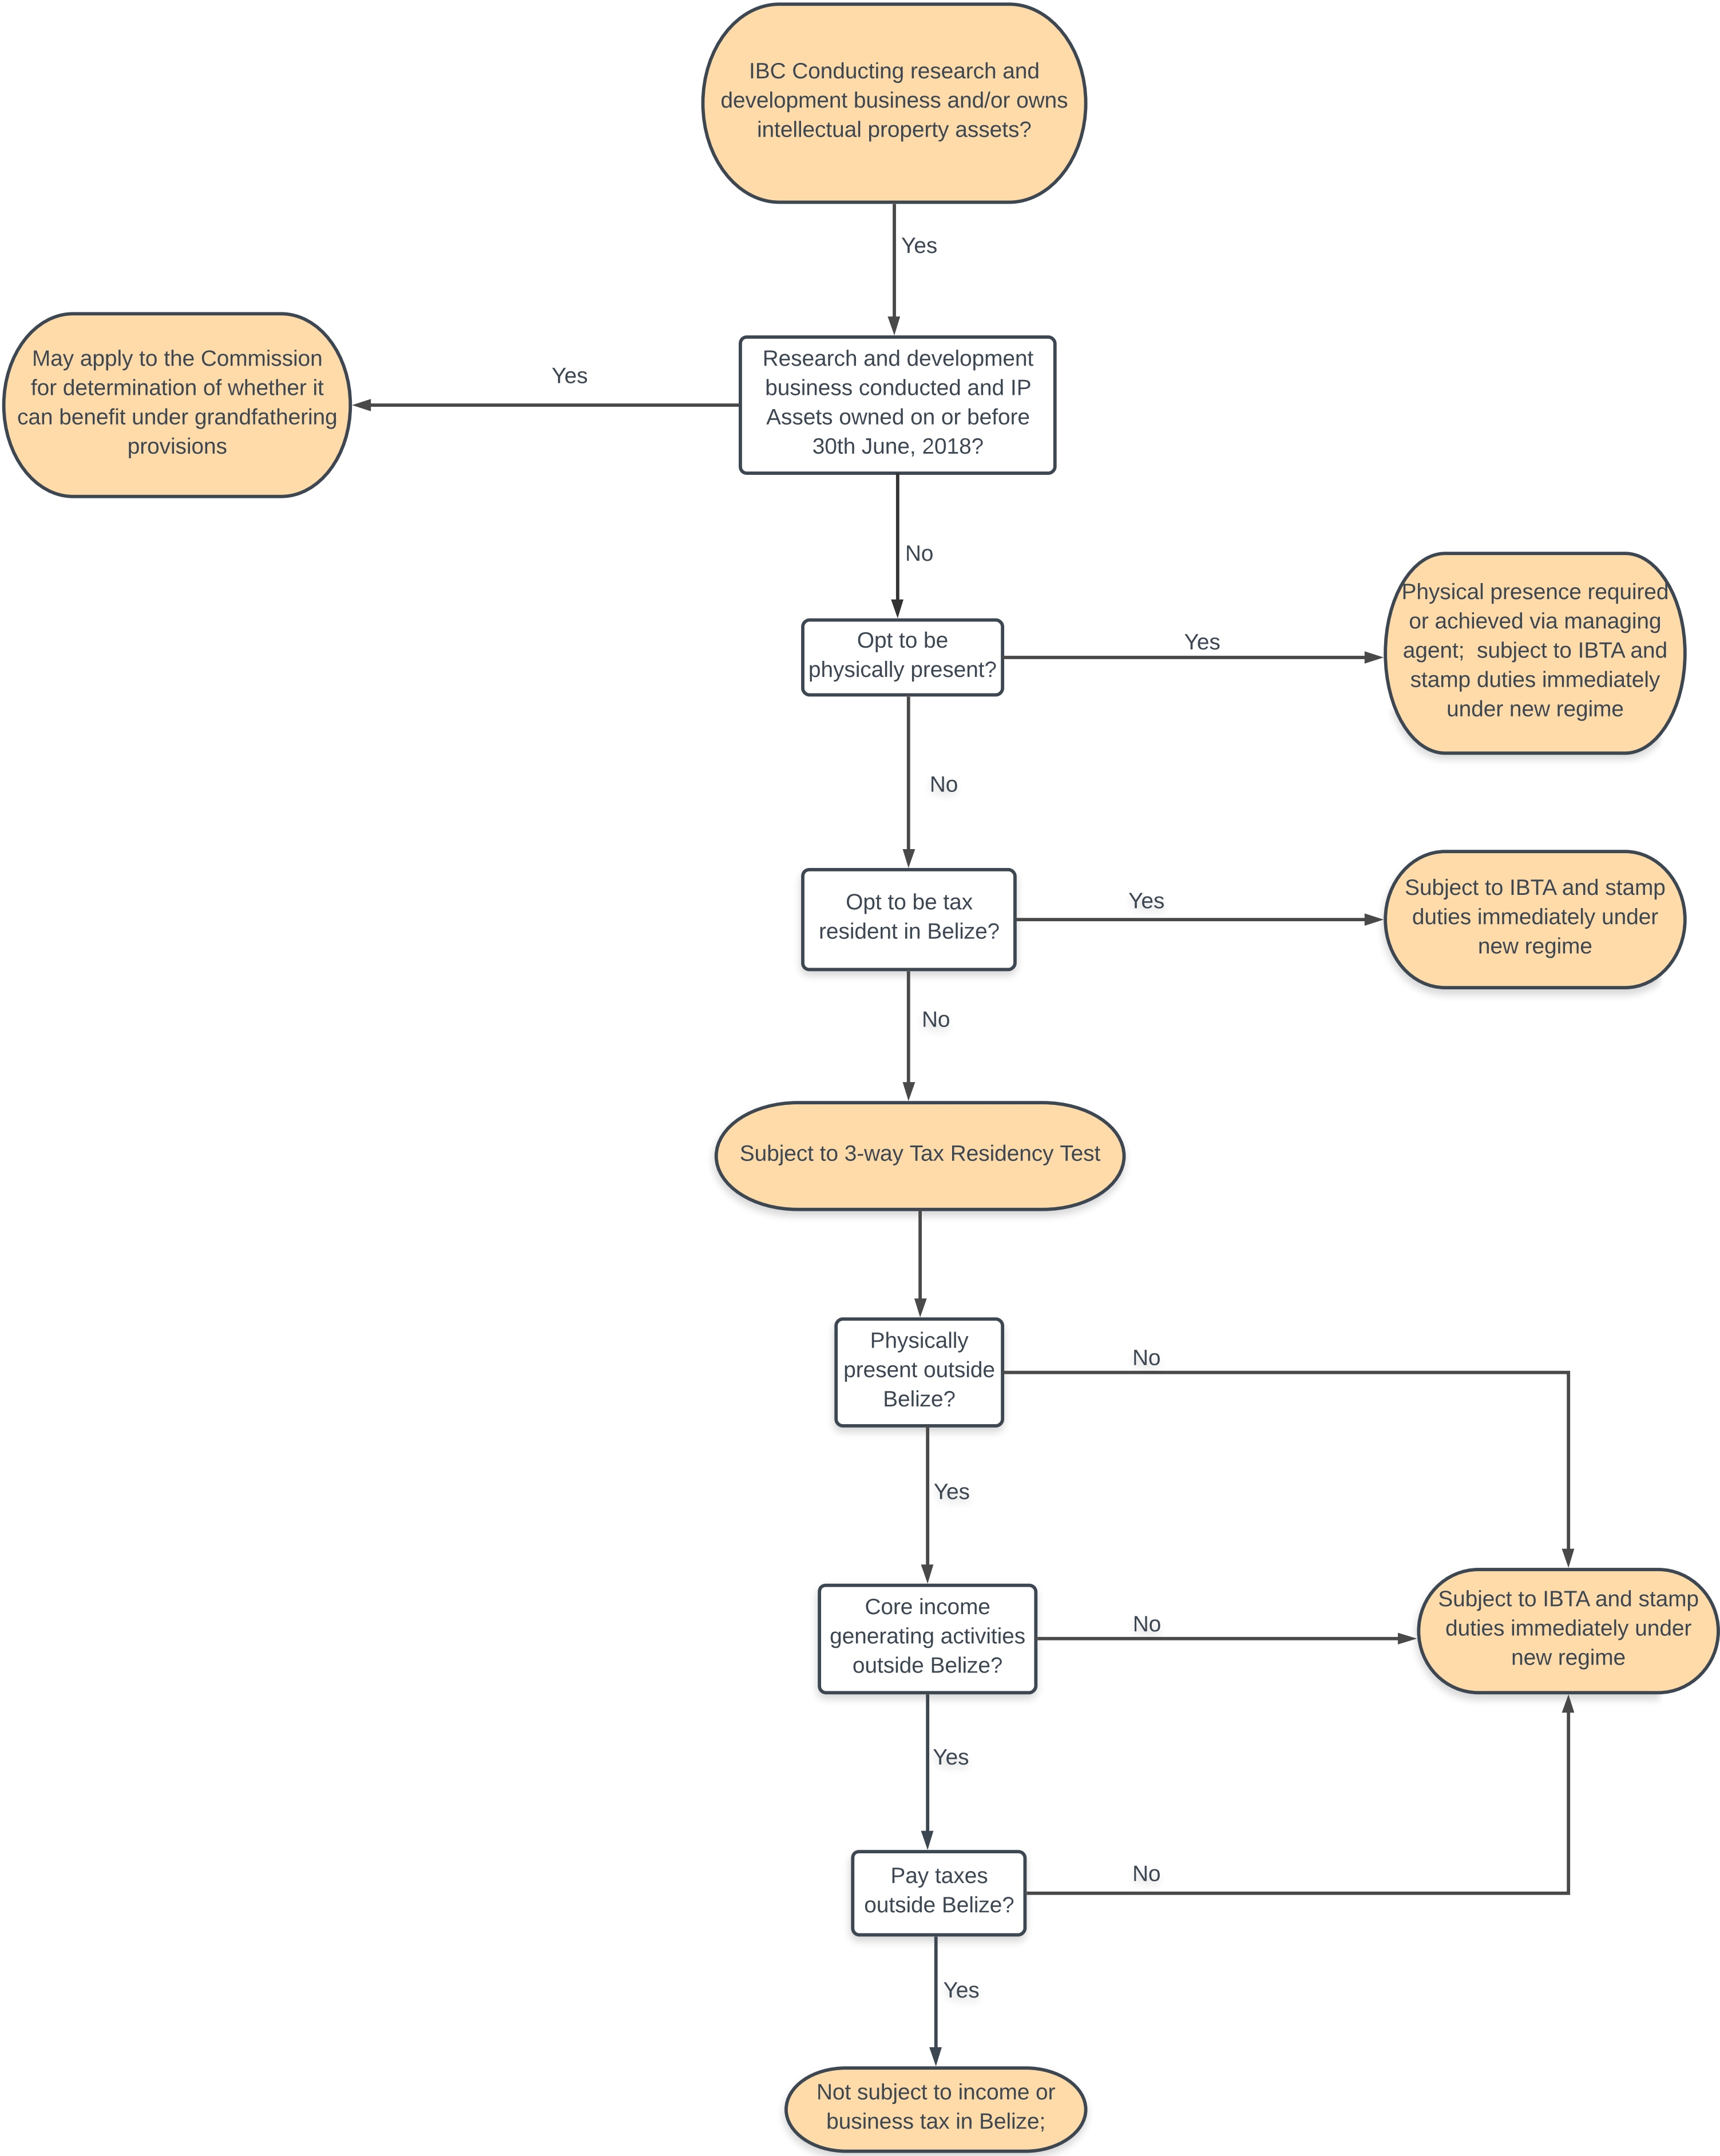 IBC Conducting research and
development business and/or owns
intellectual property assets?
Yes
May apply to the Commission
for determination of whether it
can benefit under grandfathering
provisions
Yes
Research and development
business conducted and IP
Assets owned on or before
30th June, 2018?
No
Opt to be
physically present?
Yes
Physical presence required
or achieved via managing
agent;  subject to IBTA and
stamp duties immediately
under new regime
No
Opt to be tax
resident in Belize?
Yes
Subject to IBTA and stamp
duties immediately under
new regime
No
Subject to 3-way Tax Residency Test
Physically
present outside
Belize?
No
Yes
Core income
generating activities
outside Belize?
No
Subject to IBTA and stamp
duties immediately under
new regime
Yes
Pay taxes
outside Belize?
No
Yes
Not subject to income or
business tax in Belize;